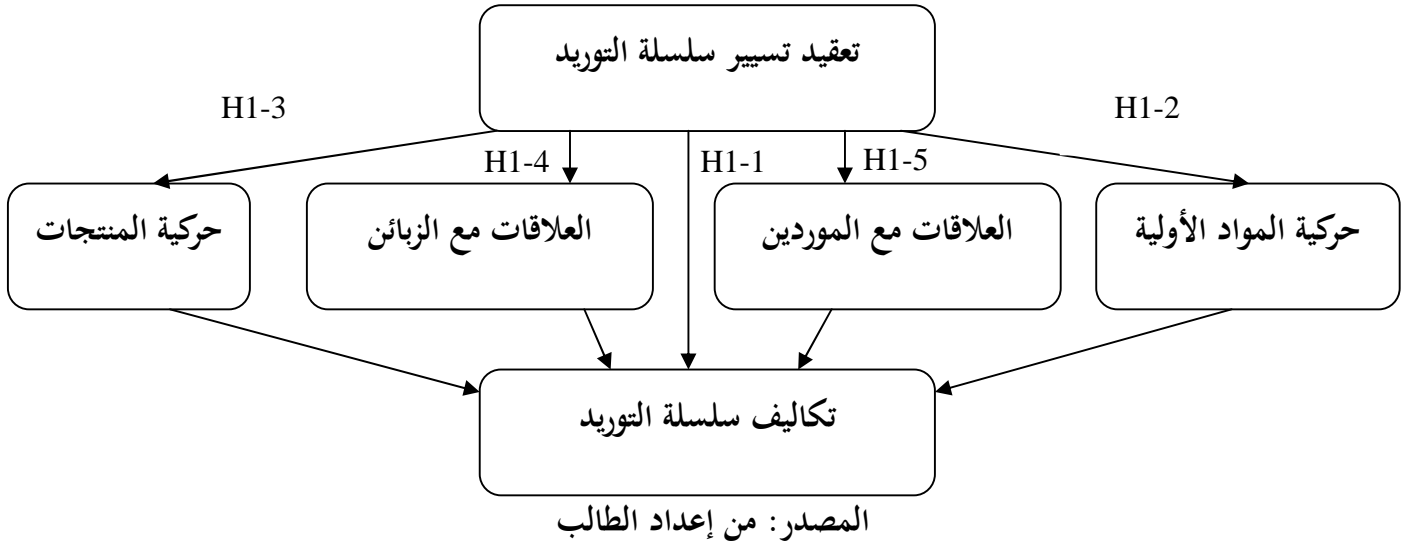 تعقيد تسيير سلسلة التوريد
H1-2
H1-3
H1-5
H1-1
H1-4
حركية المواد الأولية
العلاقات مع الموردين
العلاقات مع الزبائن
حركية المنتجات
تكاليف سلسلة التوريد
المصدر: من إعداد الطالب